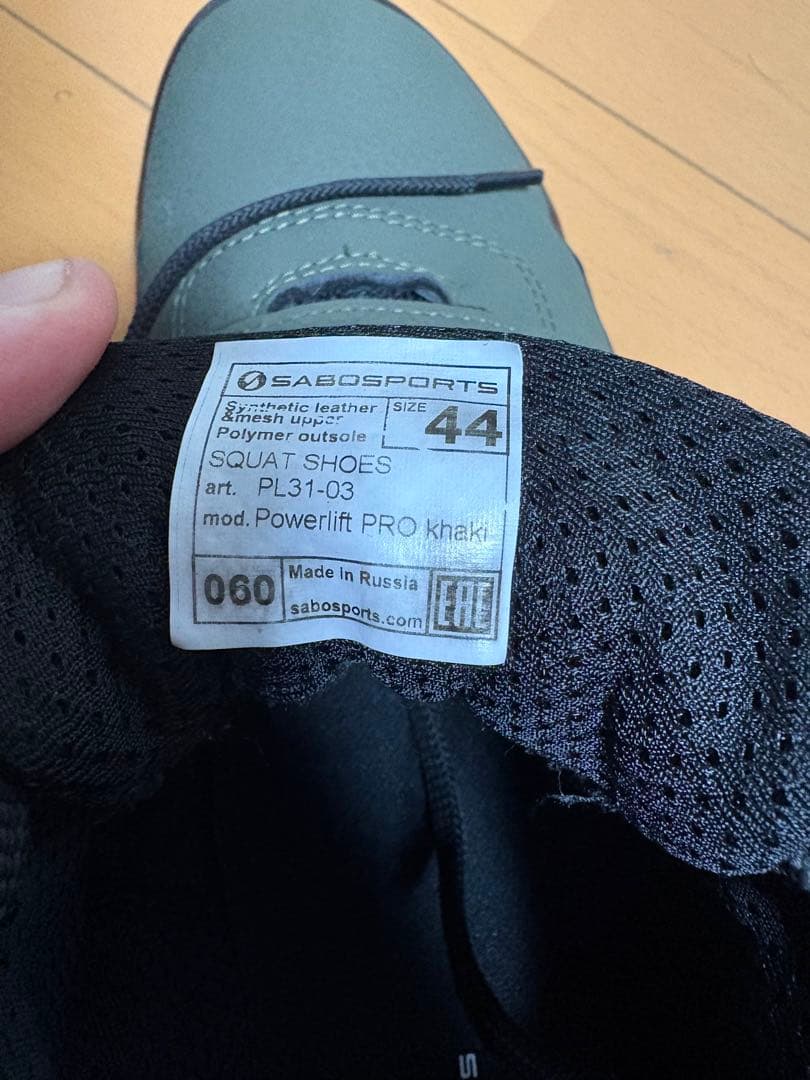 SABOSPORTS
Synthetic leather
&mesh upper
Polymer outsole
SIZE 44
SQUAT SHOES
art. PL31-03
mod. Powerlift PRO khaki
060
Made in Russia
sabosports.com
EAC
S